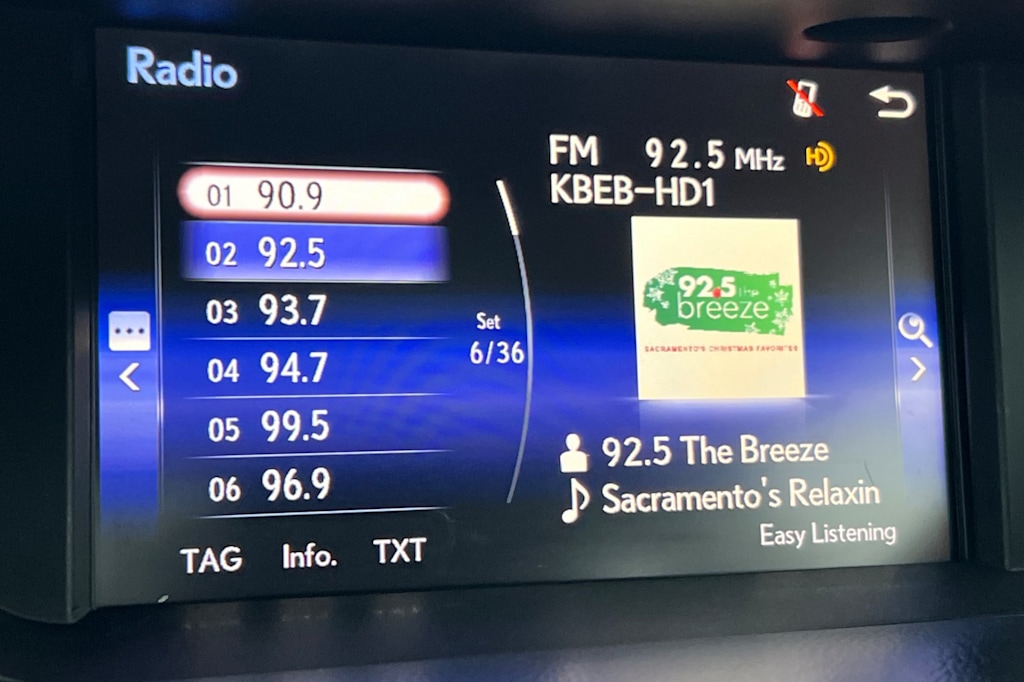 Radio
FM 92.5 MHz HD
KBEB-HD1
01 90.9
02 92.5
03 93.7
04 94.7
05 99.5
06 96.9
Set
6/36
92.5 the
breeze
SACRAMENTO'S CHRISTMAS FAVORITES
92.5 The Breeze
Sacramento's Relaxin
Easy Listening
TAG Info. TXT